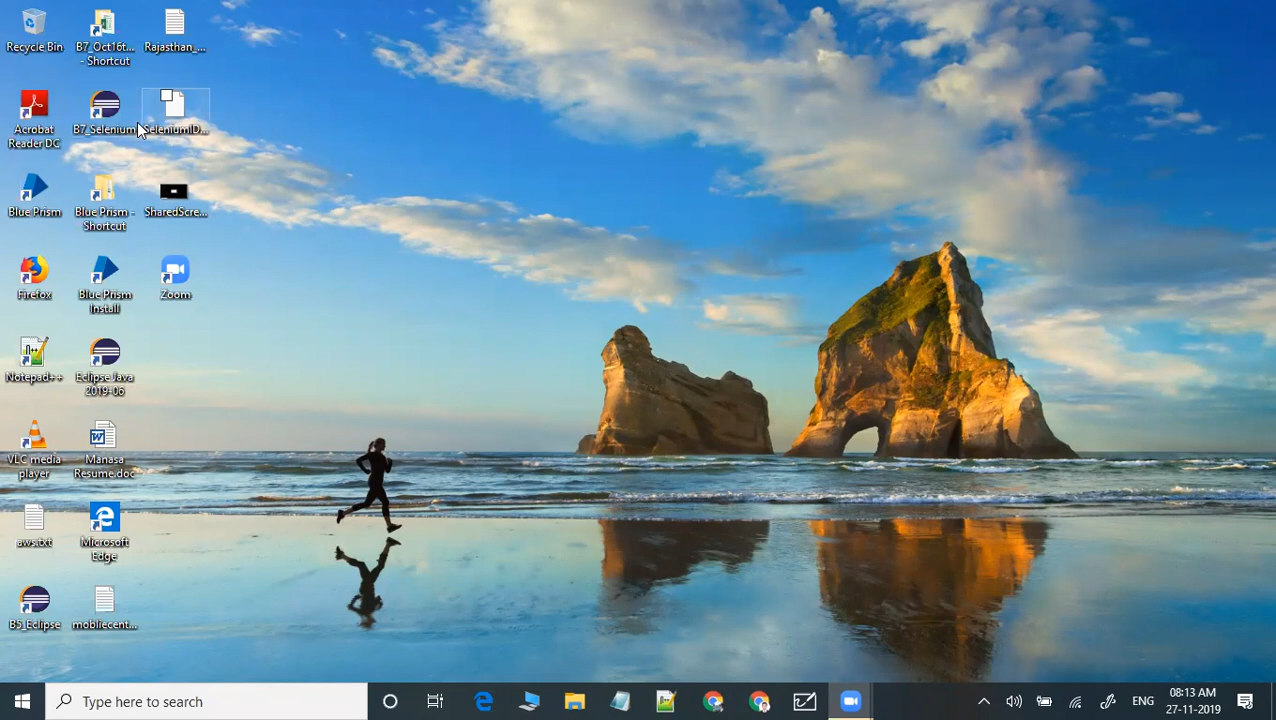 Recycle Bin
B7_Oct16t...
- Shortcut
Rajasthan_...
Acrobat
Reader DC
B7_Selenium
SeleniumID...
Blue Prism
Blue Prism -
Shortcut
SharedScre...
Firefox
Blue Prism
Install
Zoom
Notepad++
Eclipse Java
2019-06
VLC media
player
Manasa
Resume.doc
aws.txt
Microsoft
Edge
B5_Eclipse
mobliecent...
Type here to search
ENG
08:13 AM
27-11-2019